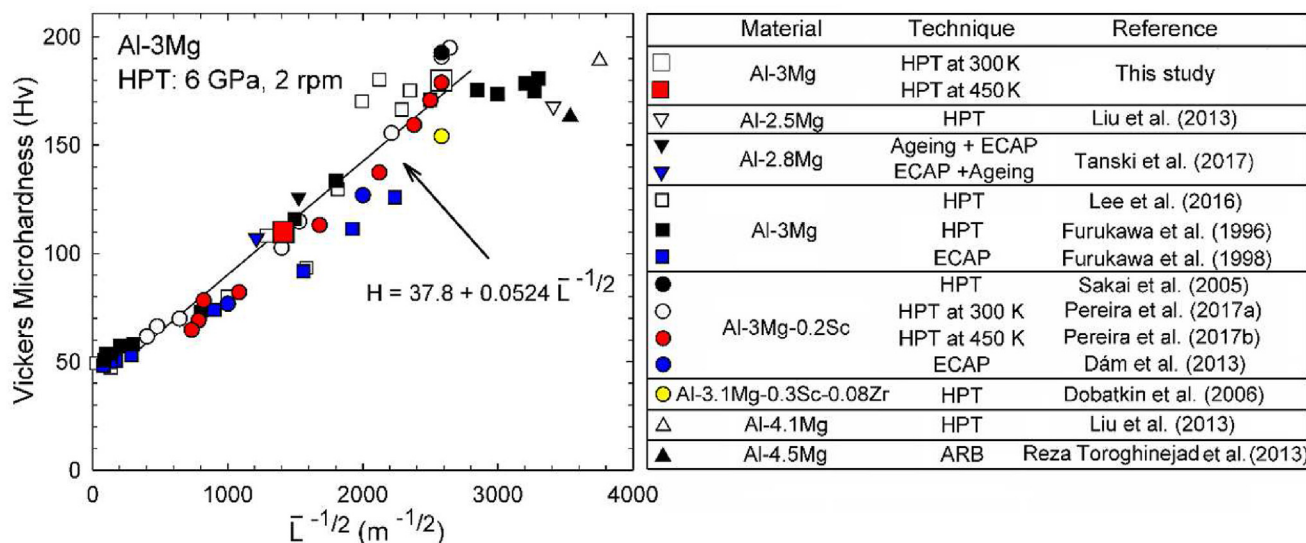 Al-3Mg
HPT: 6 GPa, 2 rpm
Vickers Microhardness (Hv)
200
150
100
50
0
H = 37.8 + 0.0524 L̄ -1/2
0 1000 2000 3000 4000
L̄ -1/2 (m -1/2)
Material Technique Reference
Al-3Mg HPT at 300 K This study
HPT at 450 K
Al-2.5Mg HPT Liu et al. (2013)
Al-2.8Mg Ageing + ECAP Tanski et al. (2017)
ECAP +Ageing
Al-3Mg HPT Lee et al. (2016)
HPT Furukawa et al. (1996)
ECAP Furukawa et al. (1998)
Al-3Mg-0.2Sc HPT Sakai et al. (2005)
HPT at 300 K Pereira et al. (2017a)
HPT at 450 K Pereira et al. (2017b)
ECAP Dám et al. (2013)
Al-3.1Mg-0.3Sc-0.08Zr HPT Dobatkin et al. (2006)
Al-4.1Mg HPT Liu et al. (2013)
Al-4.5Mg ARB Reza Toroghinejad et al. (2013)